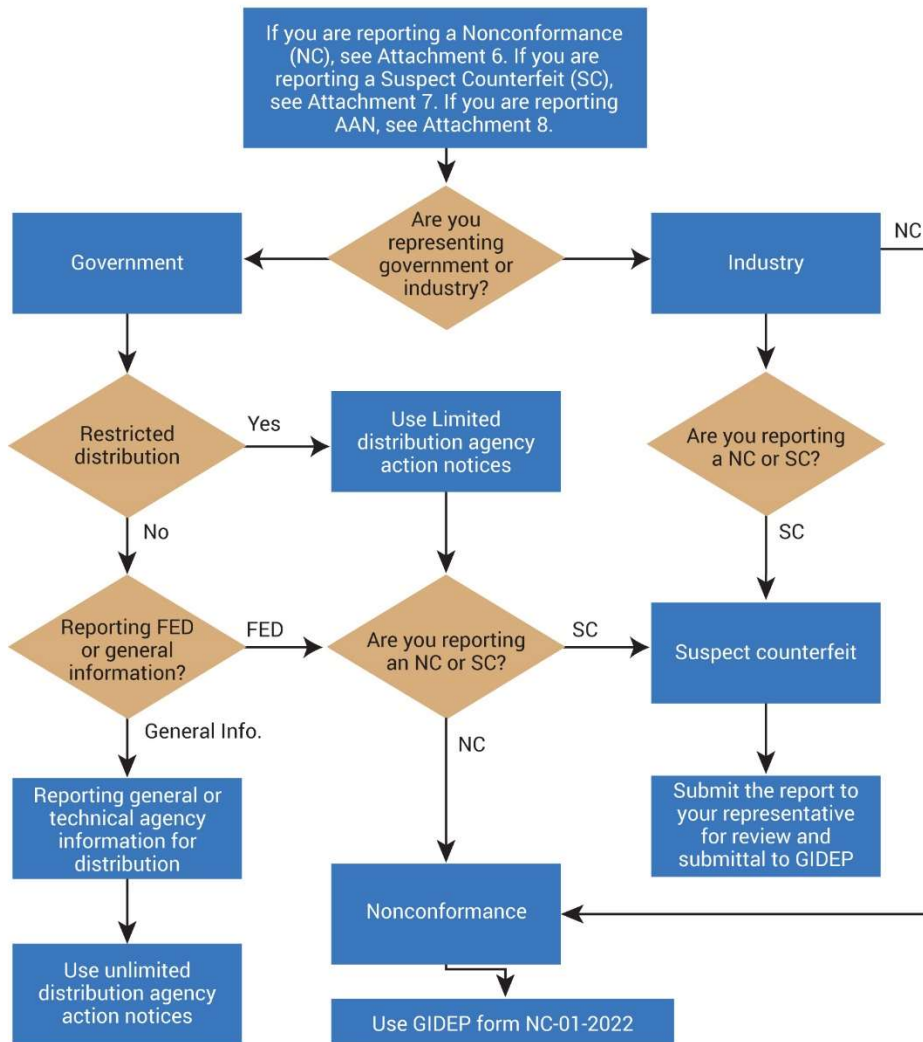 If you are reporting a Nonconformance
(NC), see Attachment 6. If you are
reporting a Suspect Counterfeit (SC),
see Attachment 7. If you are reporting
AAN, see Attachment 8.
Are you
representing
government or
industry?
Government
Industry
NC
Restricted
distribution
Yes
Use Limited
distribution agency
action notices
Are you reporting
a NC or SC?
No
SC
Reporting FED
or general
information?
FED
Are you reporting
an NC or SC?
SC
Suspect counterfeit
General Info.
NC
Reporting general or
technical agency
information for
distribution
Submit the report to
your representative
for review and
submittal to GIDEP
Nonconformance
Use unlimited
distribution agency
action notices
Use GIDEP form NC-01-2022